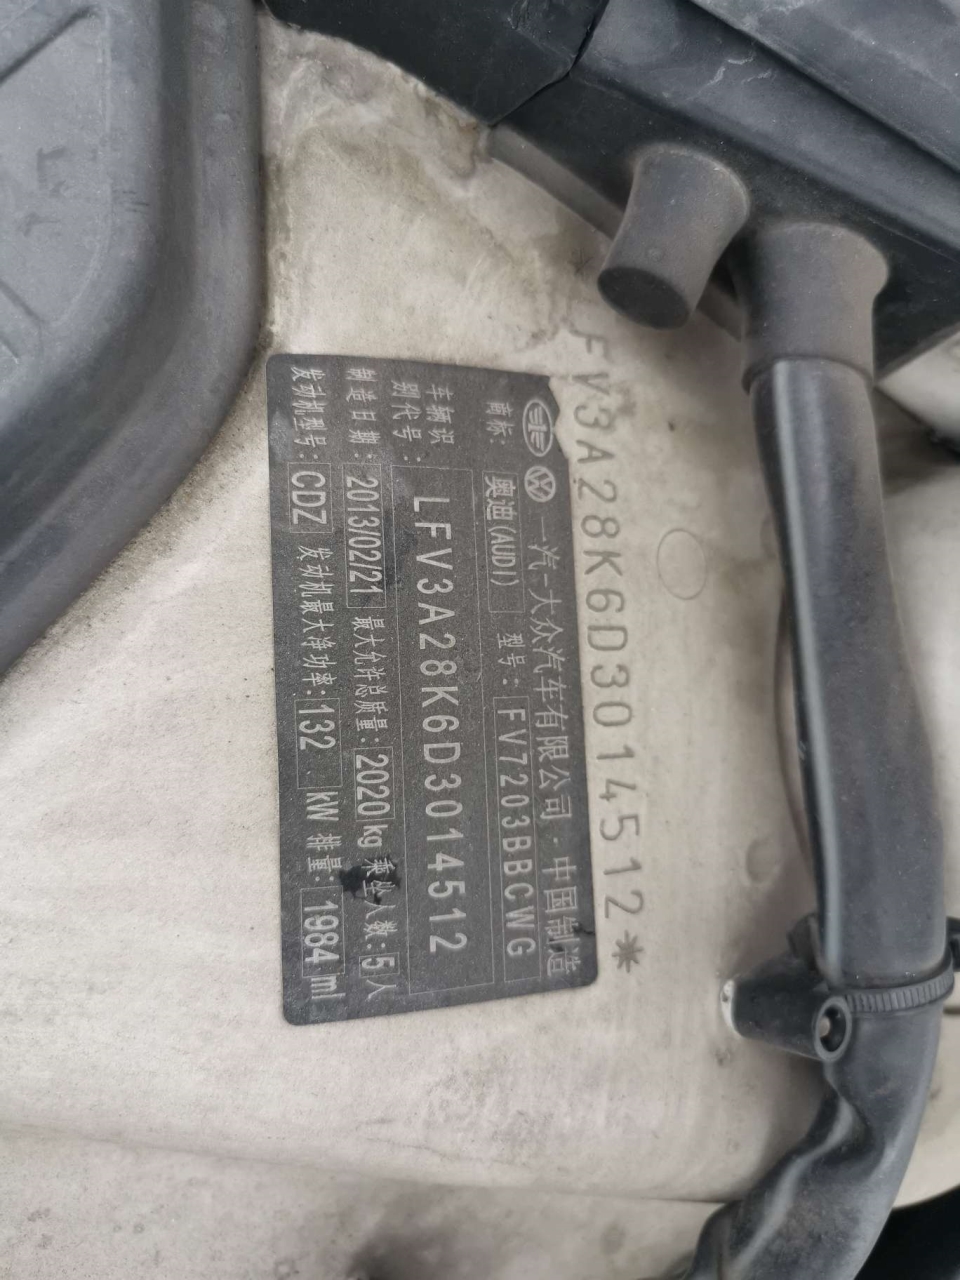 FV3A28K6D3014512*
一汽-大众汽车有限公司·中国制造
商标: 奥迪(AUDI) 型号: FV7203BBCWG
车辆识
别代号: LFV3A28K6D3014512
制造日期: 2013/02/21 最大允许总质量: 2020kg 乘坐人数: 5人
发动机型号: CDZ 发动机最大净功率: 132 kW 排量: 1984 ml